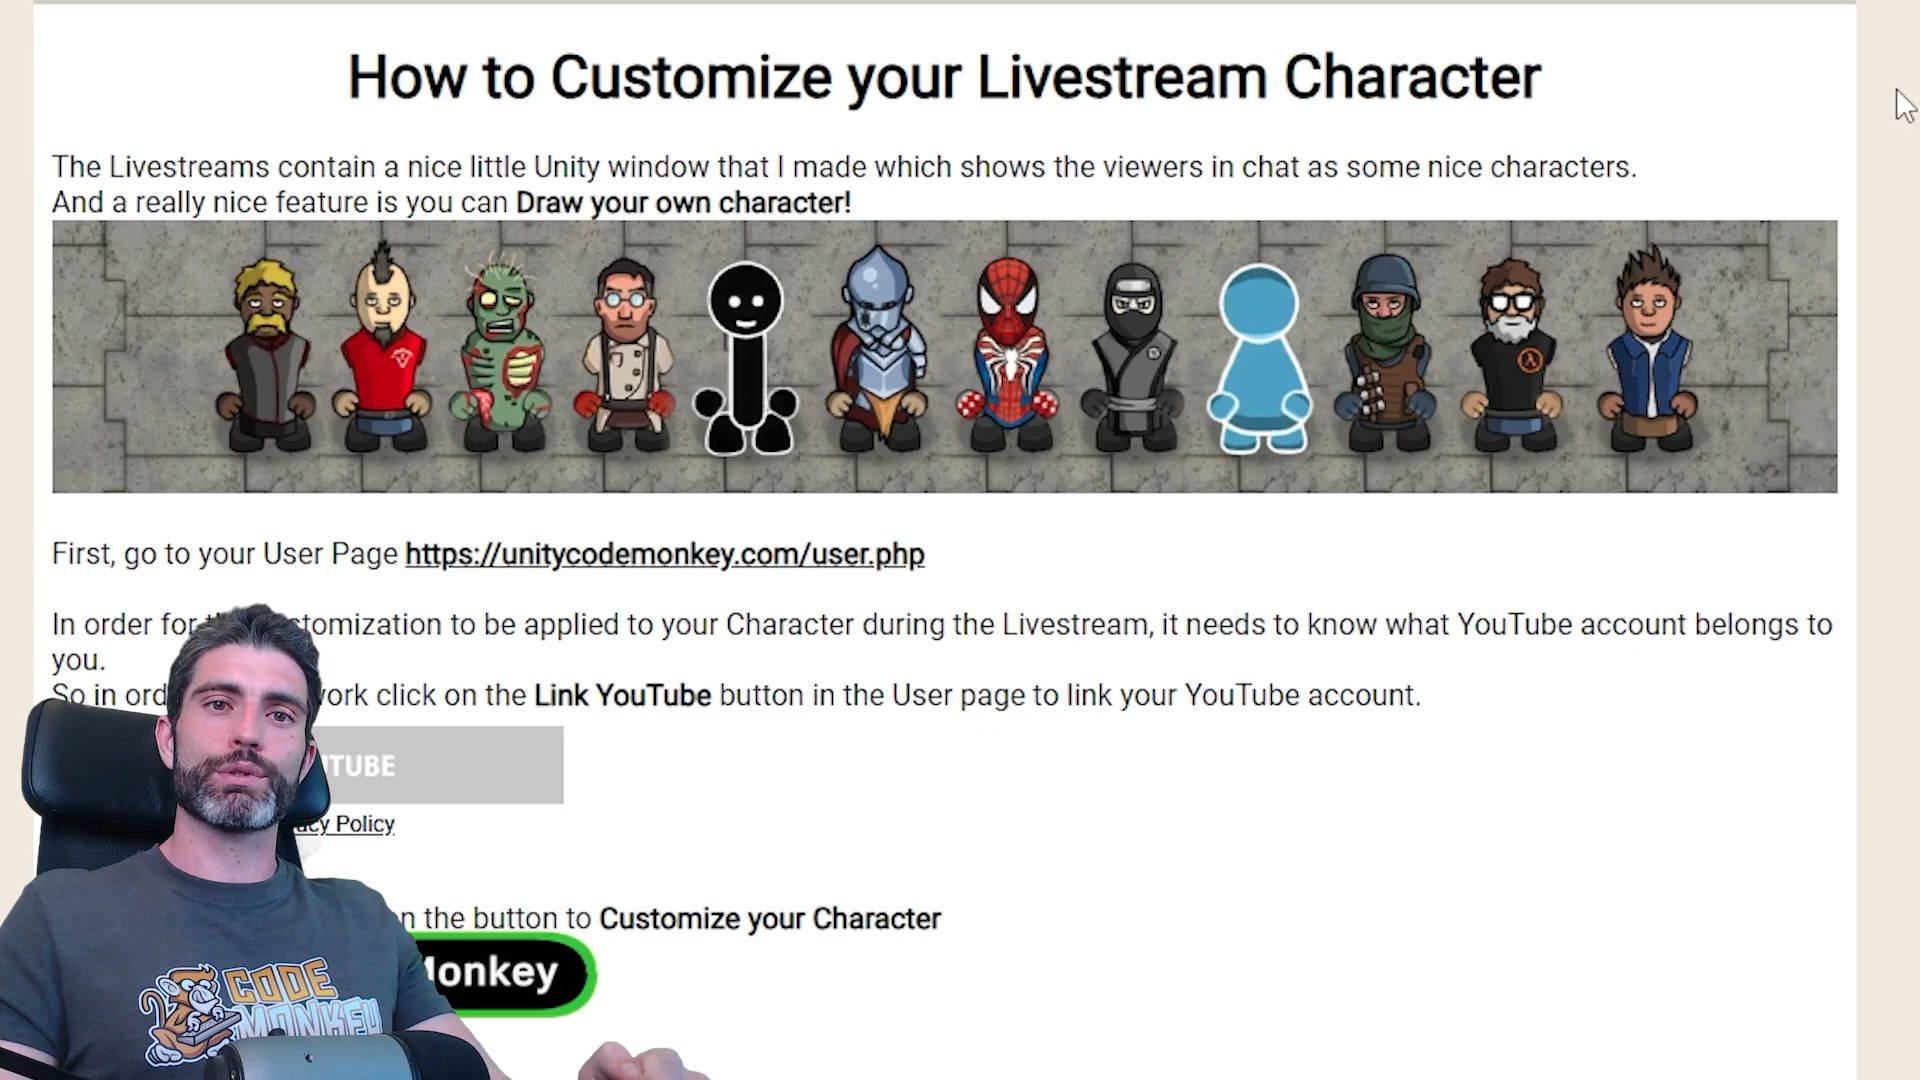 How to Customize your Livestream Character
The Livestreams contain a nice little Unity window that I made which shows the viewers in chat as some nice characters.
And a really nice feature is you can Draw your own character!
First, go to your User Page https://unitycodemonkey.com/user.php
In order for customization to be applied to your Character during the Livestream, it needs to know what YouTube account belongs to
you.
So in work click on the Link YouTube button in the User page to link your YouTube account.
TUBE
Policy
the button to Customize your Character
Monkey
CODE
MONKEY